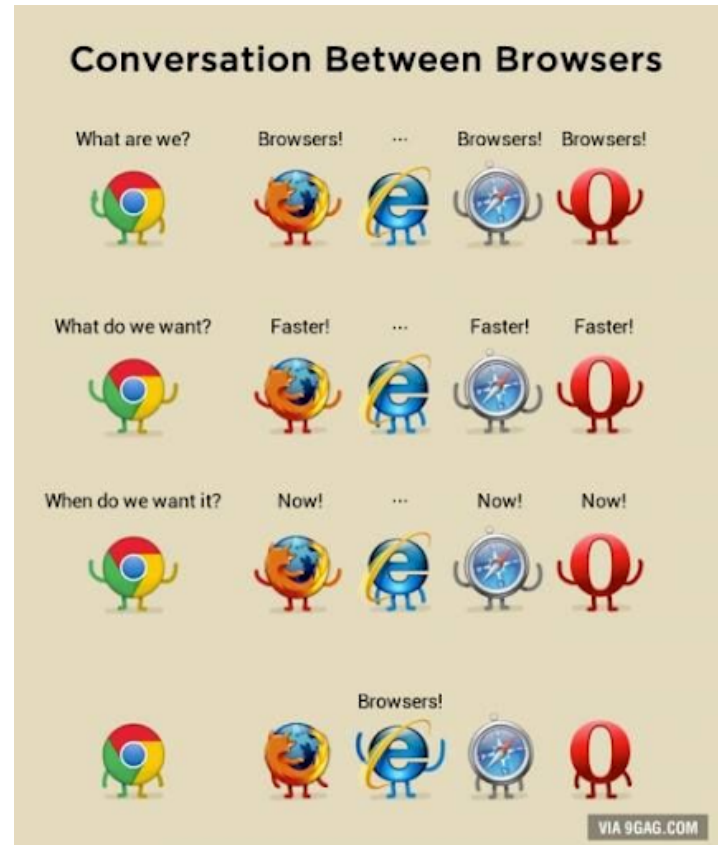 Conversation Between Browsers
What are we? Browsers! ... Browsers! Browsers!
What do we want? Faster! ... Faster! Faster!
When do we want it? Now! ... Now! Now!
Browsers!
VIA 9GAG.COM